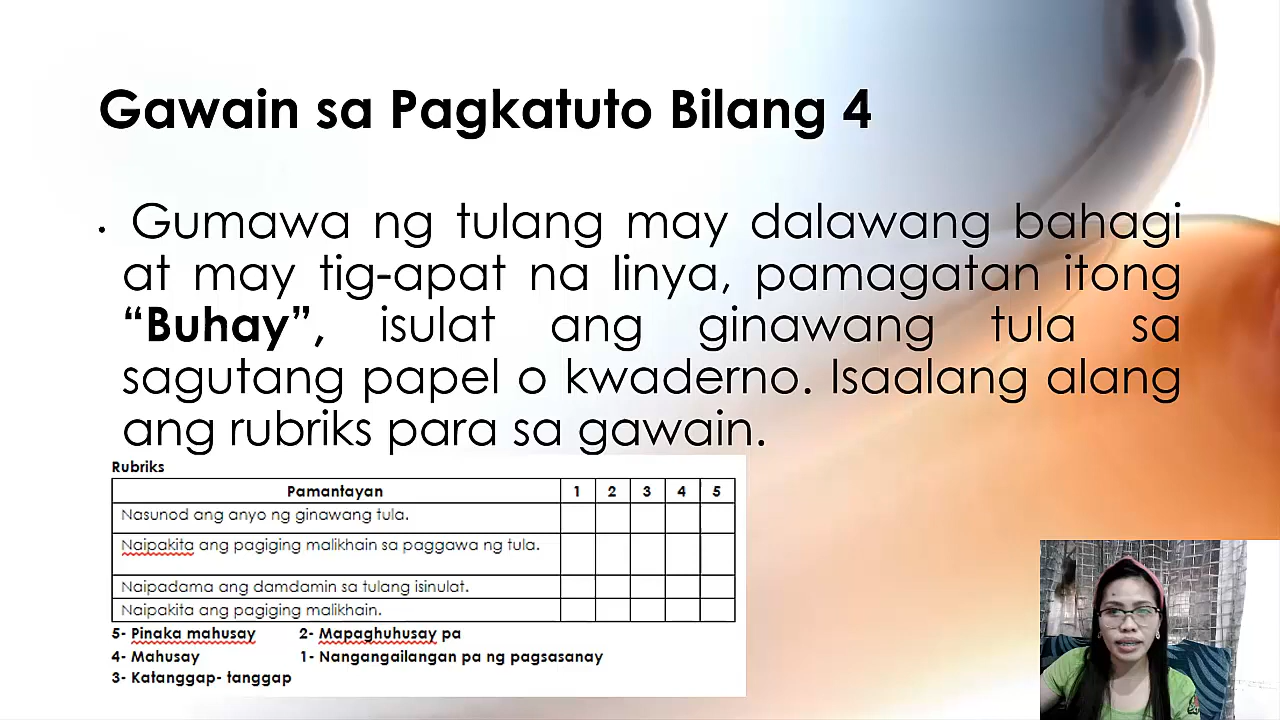 Gawain sa Pagkatuto Bilang 4
• Gumawa ng tulang may dalawang bahagi
at may tig-apat na linya, pamagatan itong
“Buhay”, isulat ang ginawang tula sa
sagutang papel o kwaderno. Isaalang alang
ang rubriks para sa gawain.
Rubriks
Pamantayan 1 2 3 4 5
Nasunod ang anyo ng ginawang tula.
Naipakita ang pagiging malikhain sa paggawa ng tula.
Naipadama ang damdamin sa tulang isinulat.
Naipakita ang pagiging malikhain.
5- Pinaka mahusay 2- Mapaghuhusay pa
4- Mahusay 1- Nangangailangan pa ng pagsasanay
3- Katanggap- tanggap